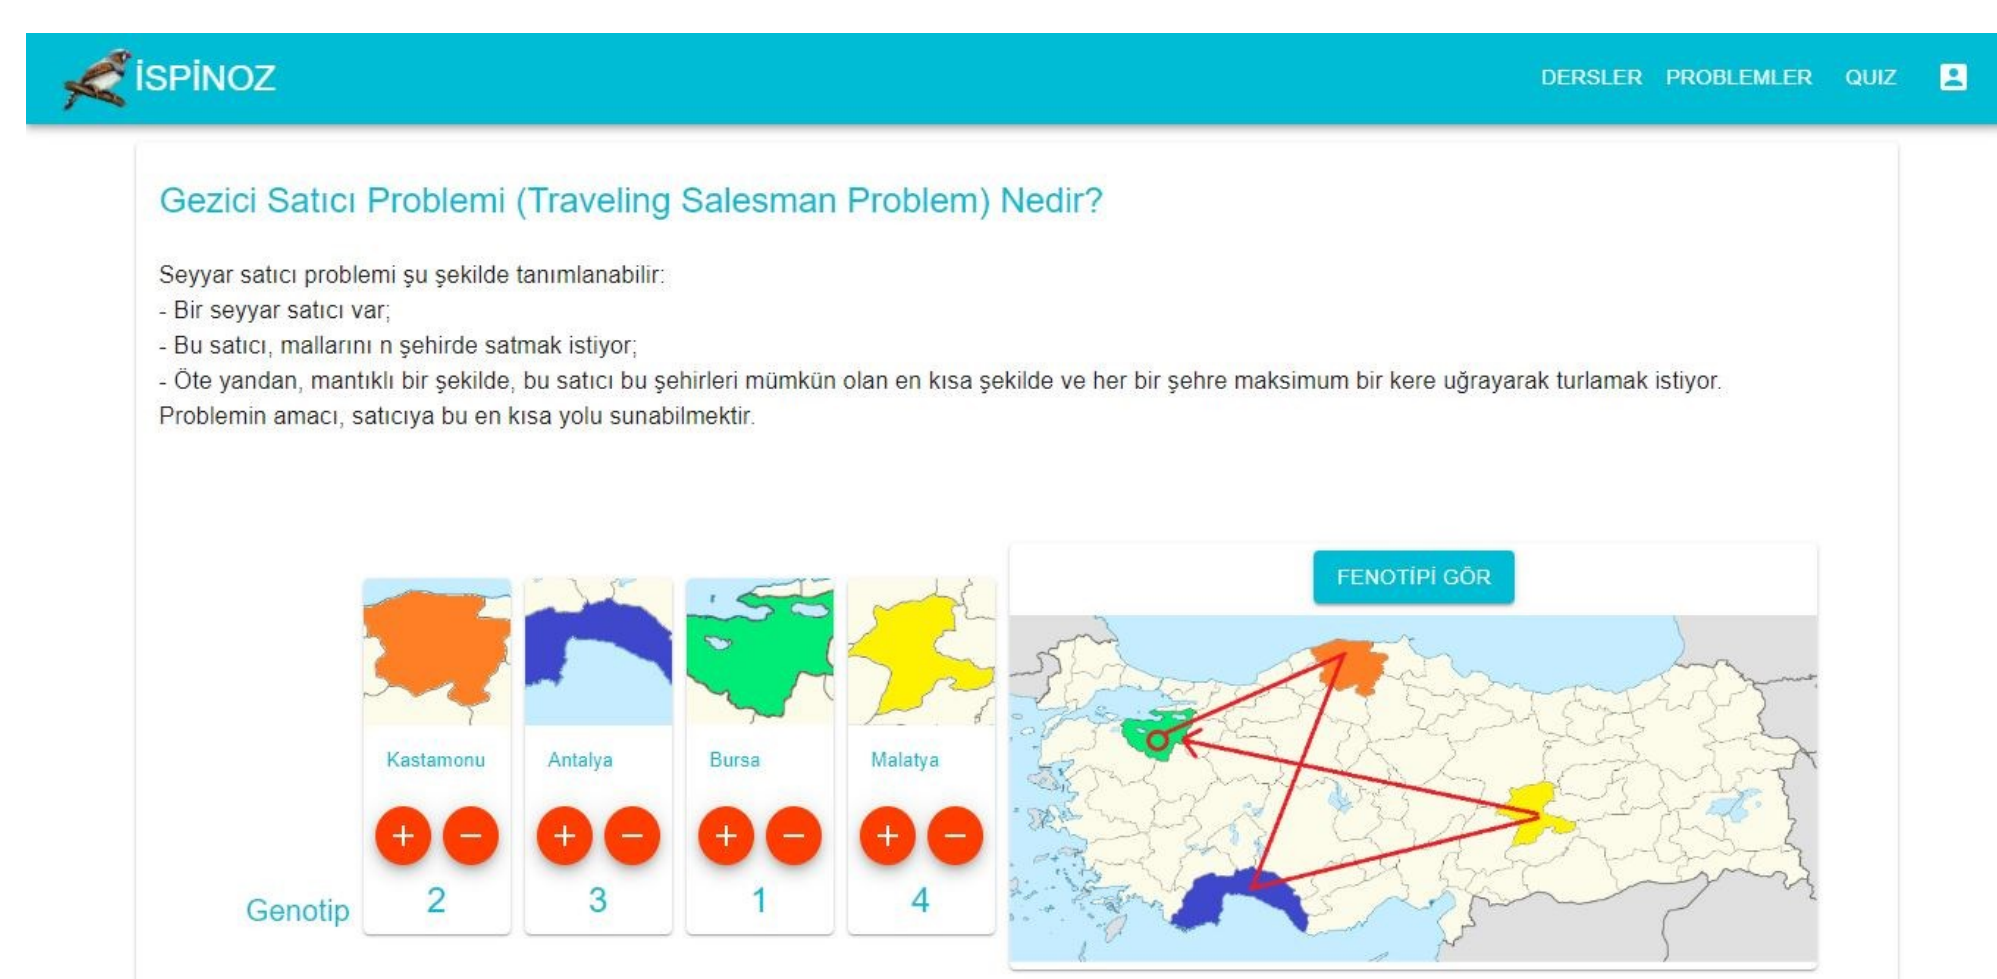 İSPİNOZ
DERSLER PROBLEMLER QUIZ
Gezici Satıcı Problemi (Traveling Salesman Problem) Nedir?
Seyyar satıcı problemi şu şekilde tanımlanabilir:
- Bir seyyar satıcı var;
- Bu satıcı, mallarını n şehirde satmak istiyor;
- Öte yandan, mantıklı bir şekilde, bu satıcı bu şehirleri mümkün olan en kısa şekilde ve her bir şehre maksimum bir kere uğrayarak turlamak istiyor.
Problemin amacı, satıcıya bu en kısa yolu sunabilmektir.
FENOTİPİ GÖR
Kastamonu Antalya Bursa Malatya
+ − + − + − + −
Genotip 2 3 1 4